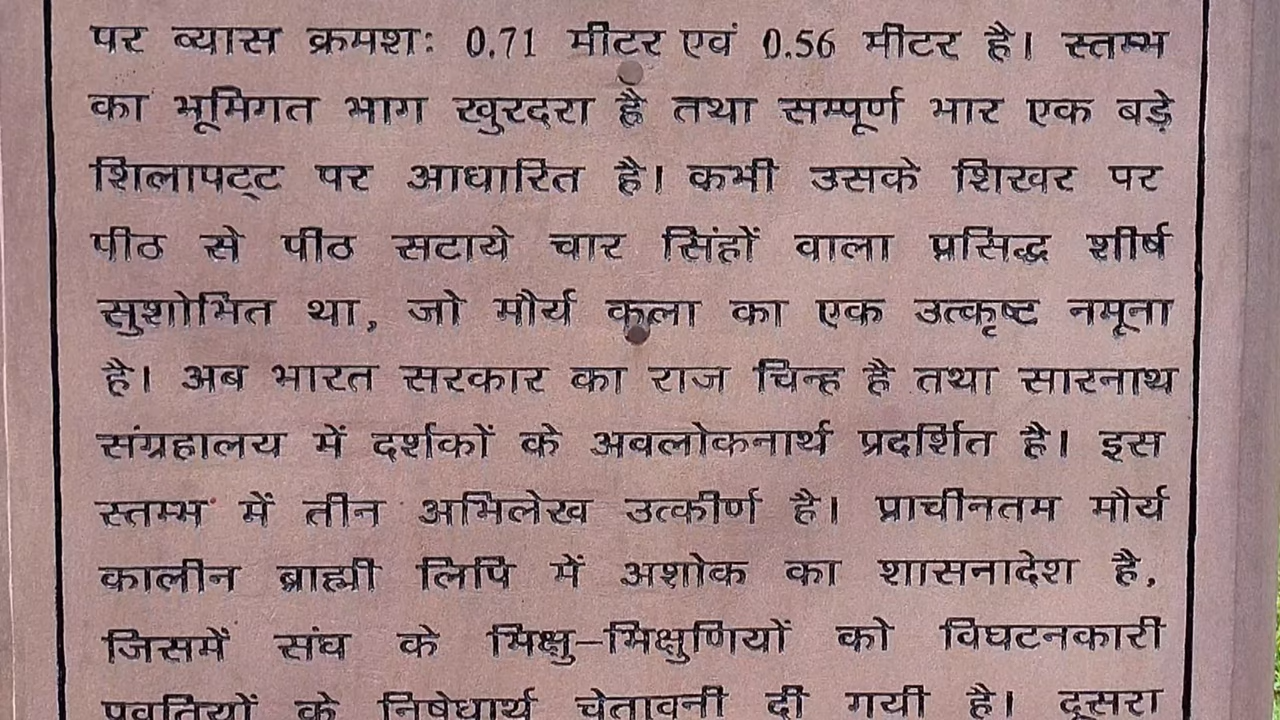 पर व्यास क्रमशः 0.71 मीटर एवं 0.56 मीटर है। स्तम्भ
का भूमिगत भाग खुरदरा है तथा सम्पूर्ण भार एक बड़े
शिलापट्ट पर आधारित है। कभी उसके शिखर पर
पीठ से पीठ सटाये चार सिंहों वाला प्रसिद्ध शीर्ष
सुशोभित था, जो मौर्य कला का एक उत्कृष्ट नमूना
है। अब भारत सरकार का राज चिन्ह है तथा सारनाथ
संग्रहालय में दर्शकों के अवलोकनार्थ प्रदर्शित है। इस
स्तम्भ में तीन अभिलेख उत्कीर्ण है। प्राचीनतम मौर्य
कालीन ब्राह्मी लिपि में अशोक का शासनादेश है,
जिसमें संघ के भिक्षु-भिक्षुणियों को विघटनकारी
प्रवृतियों के निषेधार्थ चेतावनी दी गयी है। दूसरा